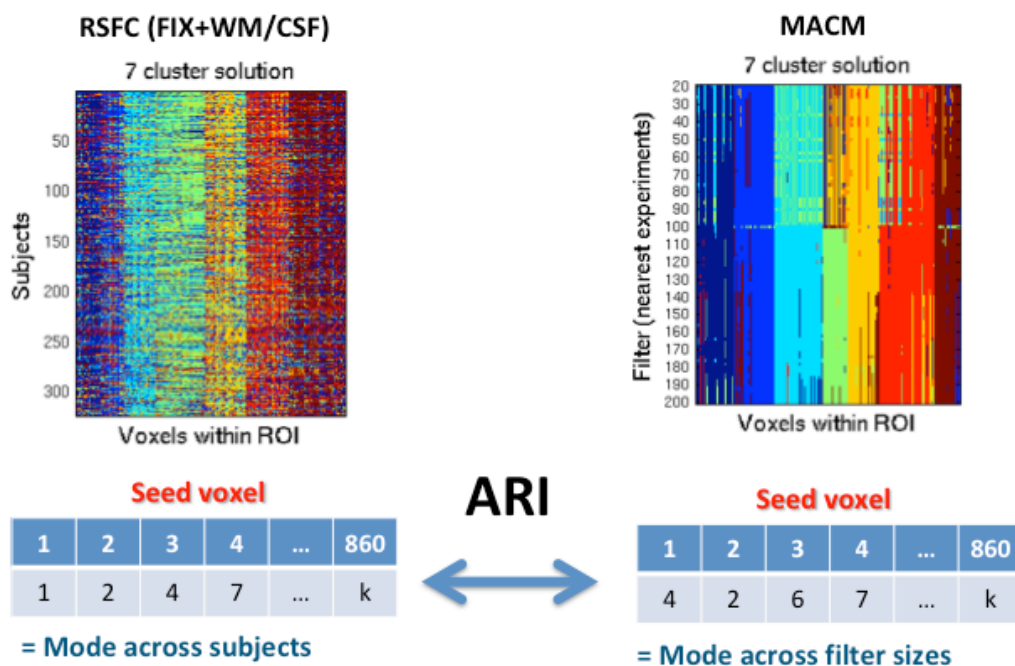 RSFC (FIX+WM/CSF)
7 cluster solution
Subjects
50
100
150
200
250
300
Voxels within ROI
MACM
7 cluster solution
Filter (nearest experiments)
20
30
40
50
60
70
80
90
100
110
120
130
140
150
160
170
180
190
200
Voxels within ROI
Seed voxel
1 2 3 4 ... 860
1 2 4 7 ... k
= Mode across subjects
ARI
Seed voxel
1 2 3 4 ... 860
4 2 6 7 ... k
= Mode across filter sizes